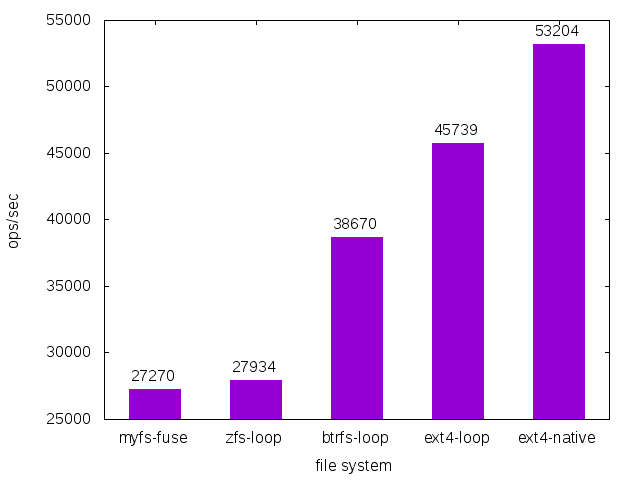 55000
50000
45000
40000
35000
30000
25000
ops/sec
27270
27934
38670
45739
53204
myfs-fuse
zfs-loop
btrfs-loop
ext4-loop
ext4-native
file system